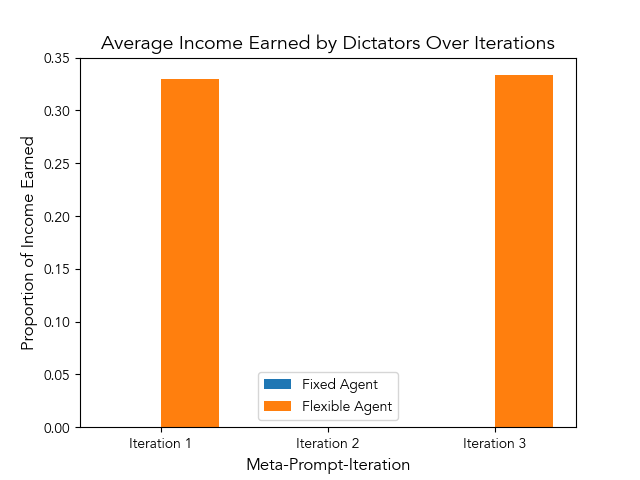 Average Income Earned by Dictators Over Iterations
Proportion of Income Earned
0.35
0.30
0.25
0.20
0.15
0.10
0.05
0.00
Fixed Agent
Flexible Agent
Iteration 1
Iteration 2
Iteration 3
Meta-Prompt-Iteration